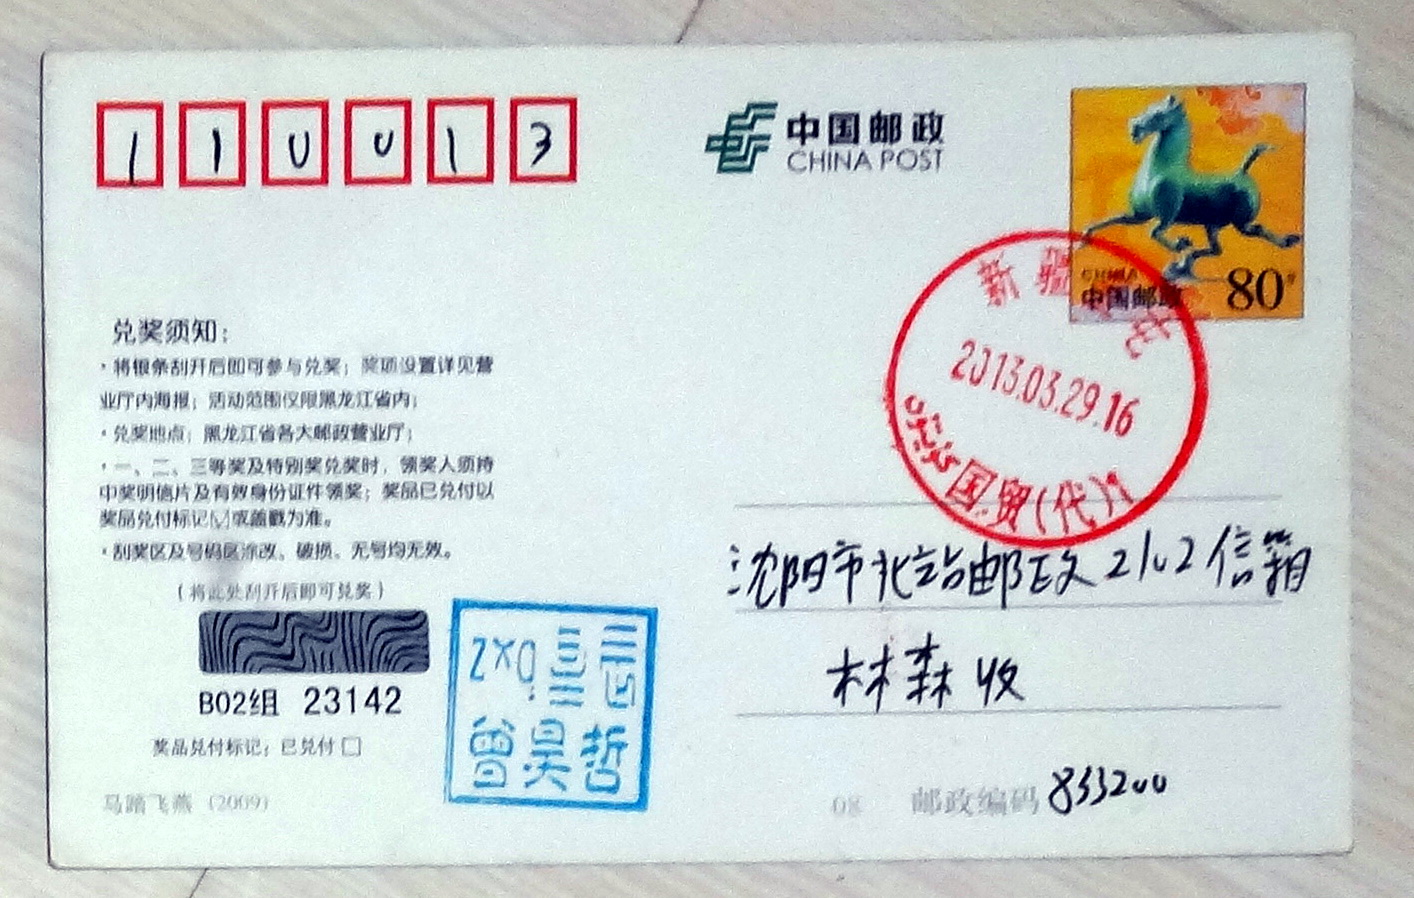 110013
中国邮政
CHINA POST
CHINA
中国邮政
80
新疆
2013.03.29.16
国贸(代)
兑奖须知：
·将银条刮开后即可参与兑奖；奖项设置详见营
业厅内海报；活动范围仅限黑龙江省内；
·兑奖地点：黑龙江省各大邮政营业厅；
·一、二、三等奖及特别奖兑奖时，领奖人须持
中奖明信片及有效身份证件领奖；奖品已兑付以
奖品兑付标记☑或盖戳为准。
·刮奖区及号码区涂改、破损、无号均无效。
（将此处刮开后即可兑奖）
B02组 23142
奖品兑付标记：已兑付□
马踏飞燕 (2009)
曾昊哲
沈阳市北站邮政2102信箱
林森 收
08 邮政编码 833200